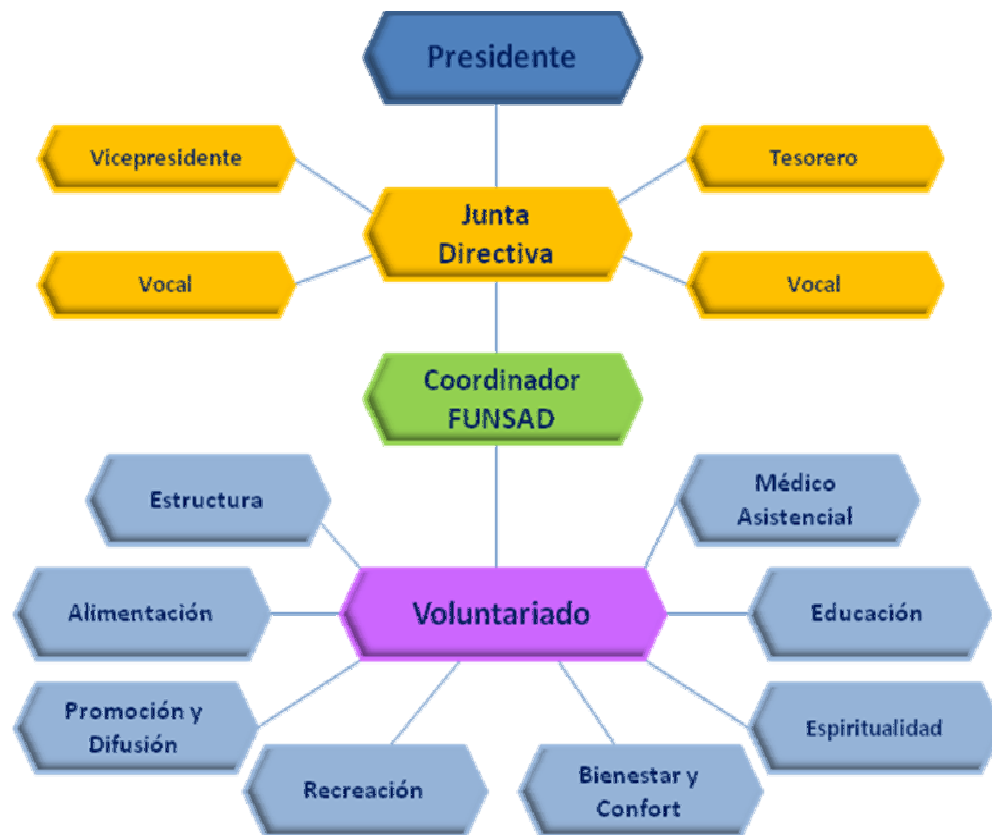 Presidente
Vicepresidente
Tesorero
Junta
Directiva
Vocal
Vocal
Coordinador
FUNSAD
Estructura
Médico
Asistencial
Alimentación
Voluntariado
Educación
Promoción y
Difusión
Espiritualidad
Recreación
Bienestar y
Confort